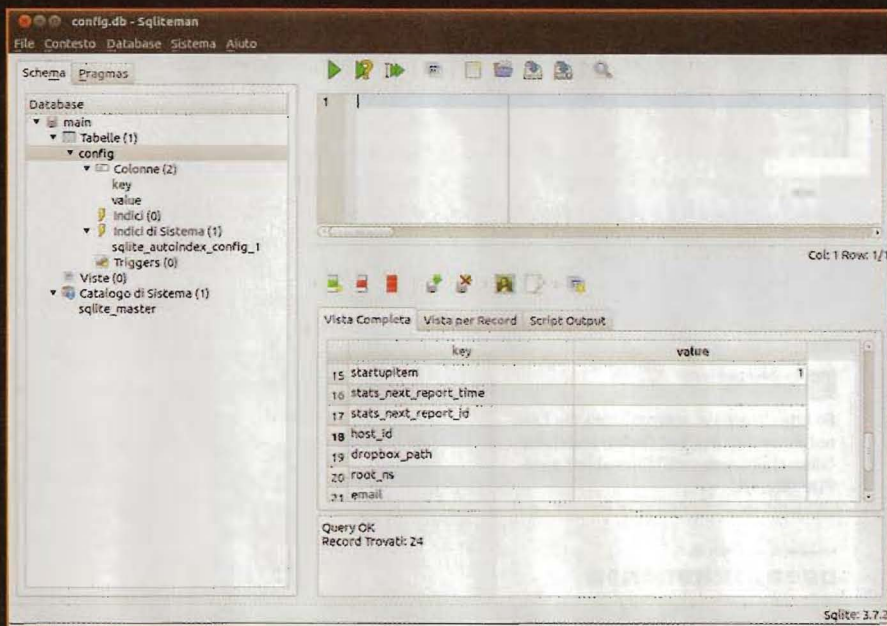 config.db - Sqliteman
File Contesto Database Sistema Aiuto
Schema Pragmas
Database
main
Tabelle (1)
config
Colonne (2)
key
value
Indici (0)
Indici di Sistema (1)
sqlite_autoindex_config_1
Triggers (0)
Viste (0)
Catalogo di Sistema (1)
sqlite_master
1
Col: 1 Row: 1/1
Vista Completa Vista per Record Script Output
key value
15 startupitem 1
16 stats_next_report_time
17 stats_next_report_id
18 host_id
19 dropbox_path
20 root_ns
21 email
Query OK
Record Trovati: 24
Sqlite: 3.7.2